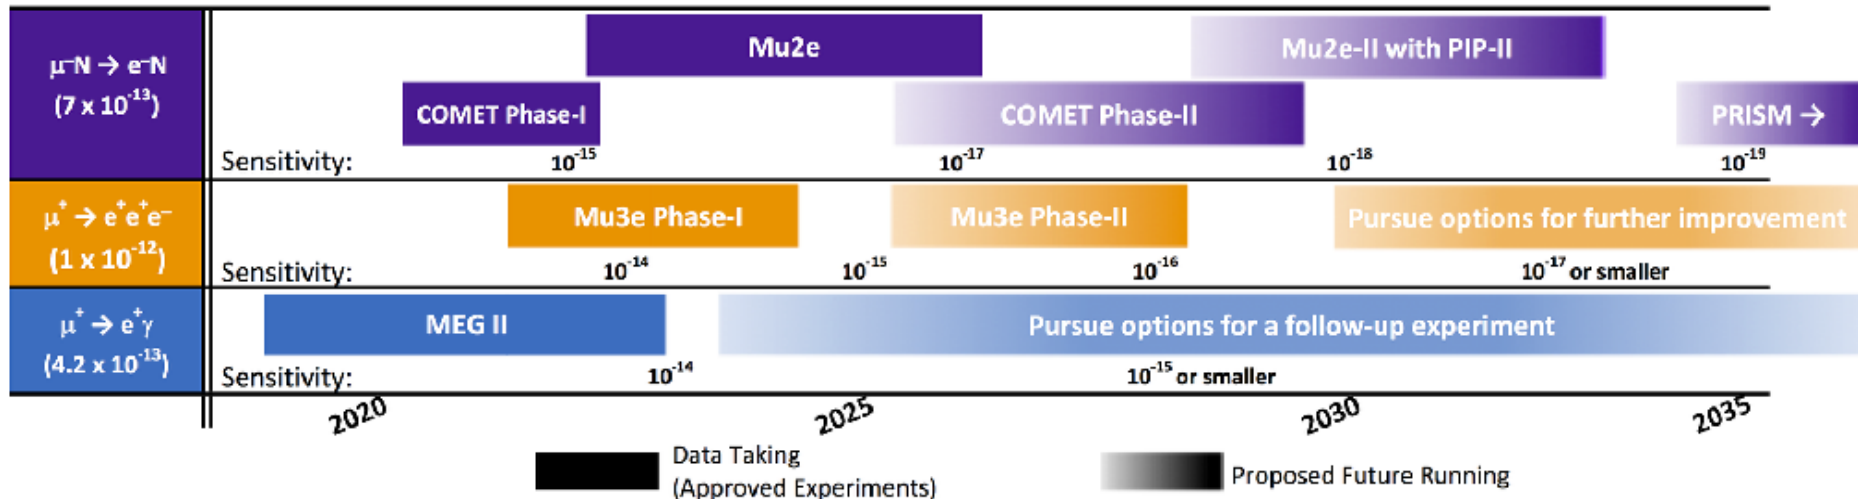 μ⁻N → e⁻N
(7 x 10⁻¹³)
Mu2e
Mu2e-II with PIP-II
COMET Phase-I
COMET Phase-II
PRISM →
Sensitivity:
10⁻¹⁵
10⁻¹⁷
10⁻¹⁸
10⁻¹⁹
μ⁺ → e⁺e⁺e⁻
(1 x 10⁻¹²)
Mu3e Phase-I
Mu3e Phase-II
Pursue options for further improvement
Sensitivity:
10⁻¹⁴
10⁻¹⁵
10⁻¹⁶
10⁻¹⁷ or smaller
μ⁺ → e⁺γ
(4.2 x 10⁻¹³)
MEG II
Pursue options for a follow-up experiment
Sensitivity:
10⁻¹⁴
10⁻¹⁵ or smaller
2020
2025
2030
2035
Data Taking
(Approved Experiments)
Proposed Future Running